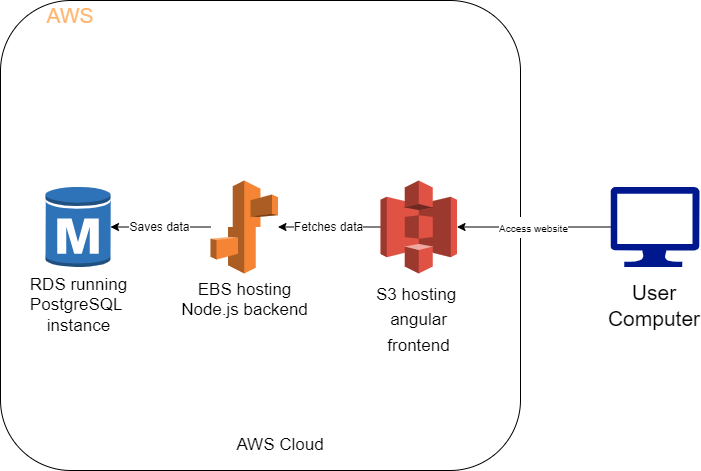 AWS
M
Saves data
Fetches data
Access website
RDS running
PostgreSQL
instance
EBS hosting
Node.js backend
S3 hosting
angular
frontend
User
Computer
AWS Cloud